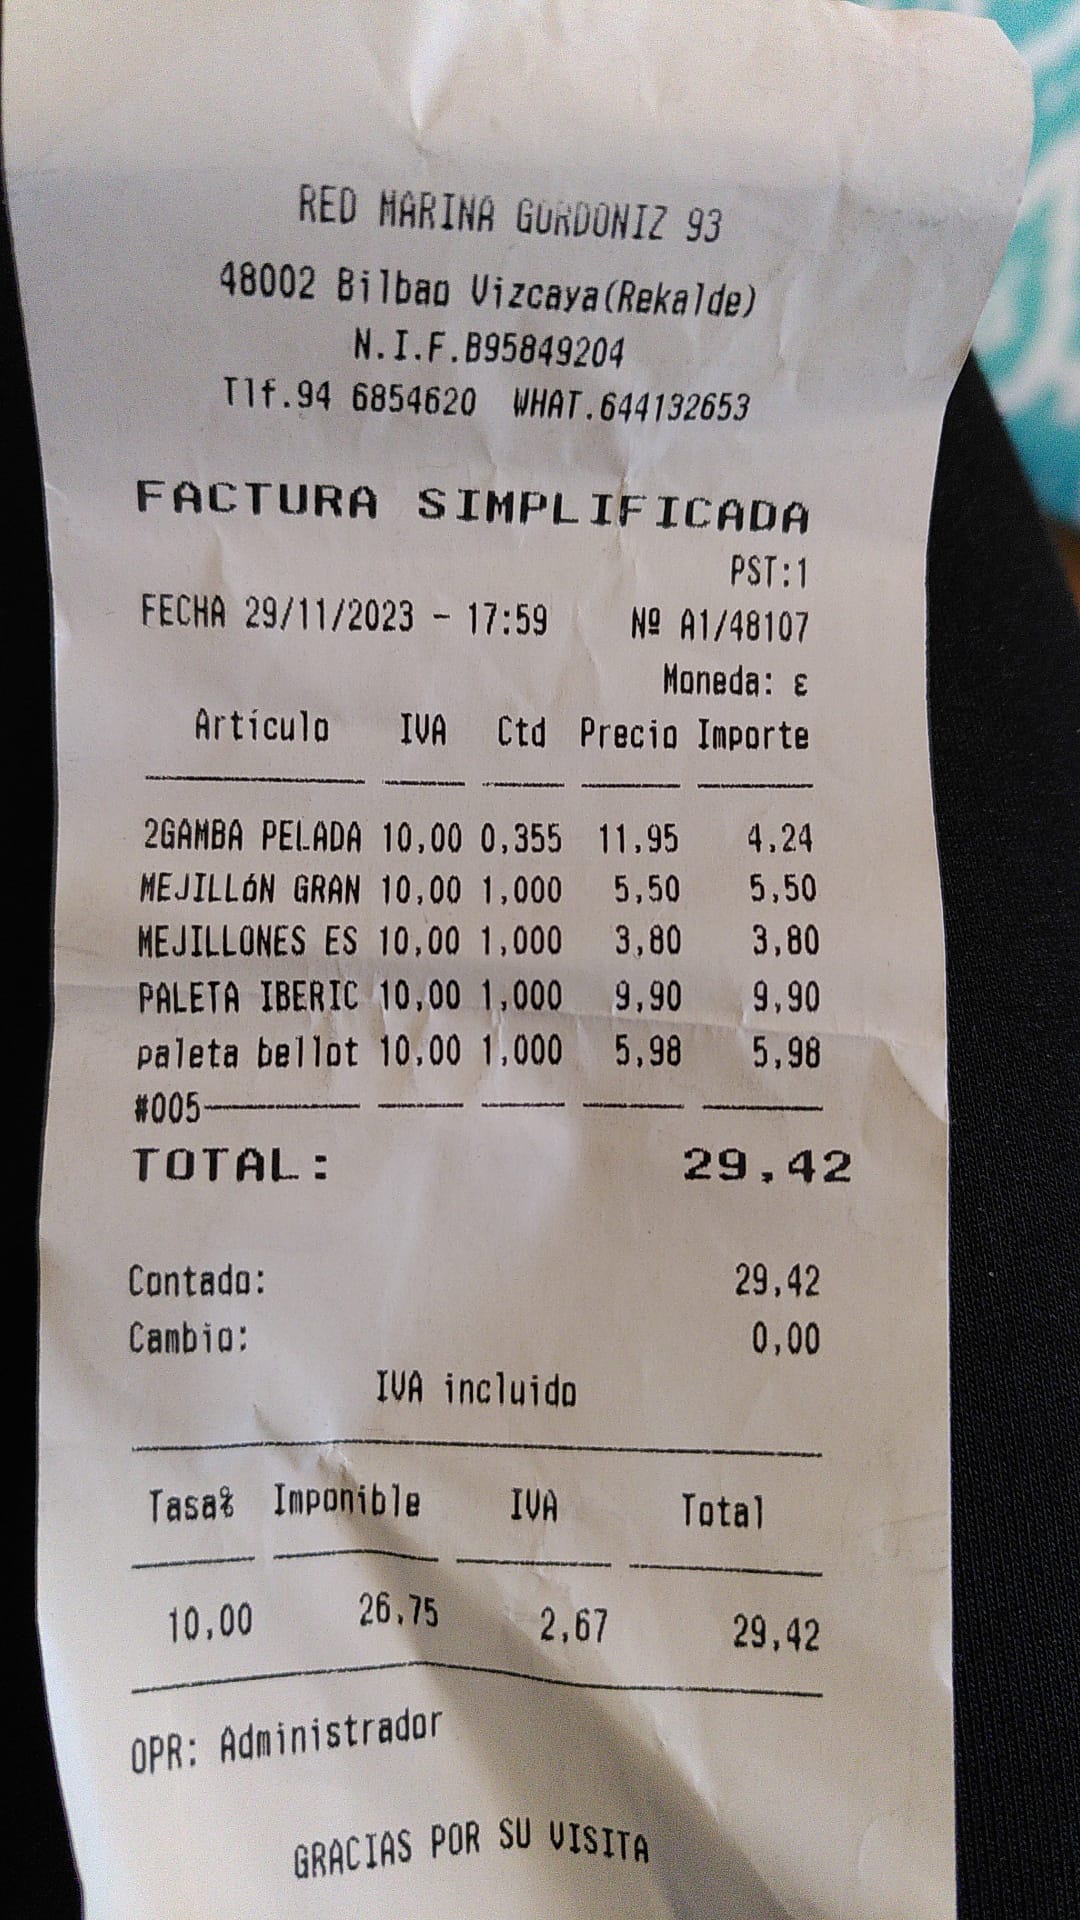 RED MARINA GORDONIZ 93
48002 Bilbao Vizcaya(Rekalde)
N.I.F.B95849204
Tlf.94 6854620 WHAT.644132653
FACTURA SIMPLIFICADA
PST:1
FECHA 29/11/2023 - 17:59 Nº A1/48107
Moneda: ε
Artículo IVA Ctd Precio Importe
2GAMBA PELADA 10,00 0,355 11,95 4,24
MEJILLóN GRAN 10,00 1,000 5,50 5,50
MEJILLONES ES 10,00 1,000 3,80 3,80
PALETA IBERIC 10,00 1,000 9,90 9,90
paleta bellot 10,00 1,000 5,98 5,98
#005
TOTAL: 29,42
Contado: 29,42
Cambio: 0,00
IVA incluido
Tasa% Imponible IVA Total
10,00 26,75 2,67 29,42
OPR: Administrador
GRACIAS POR SU VISITA